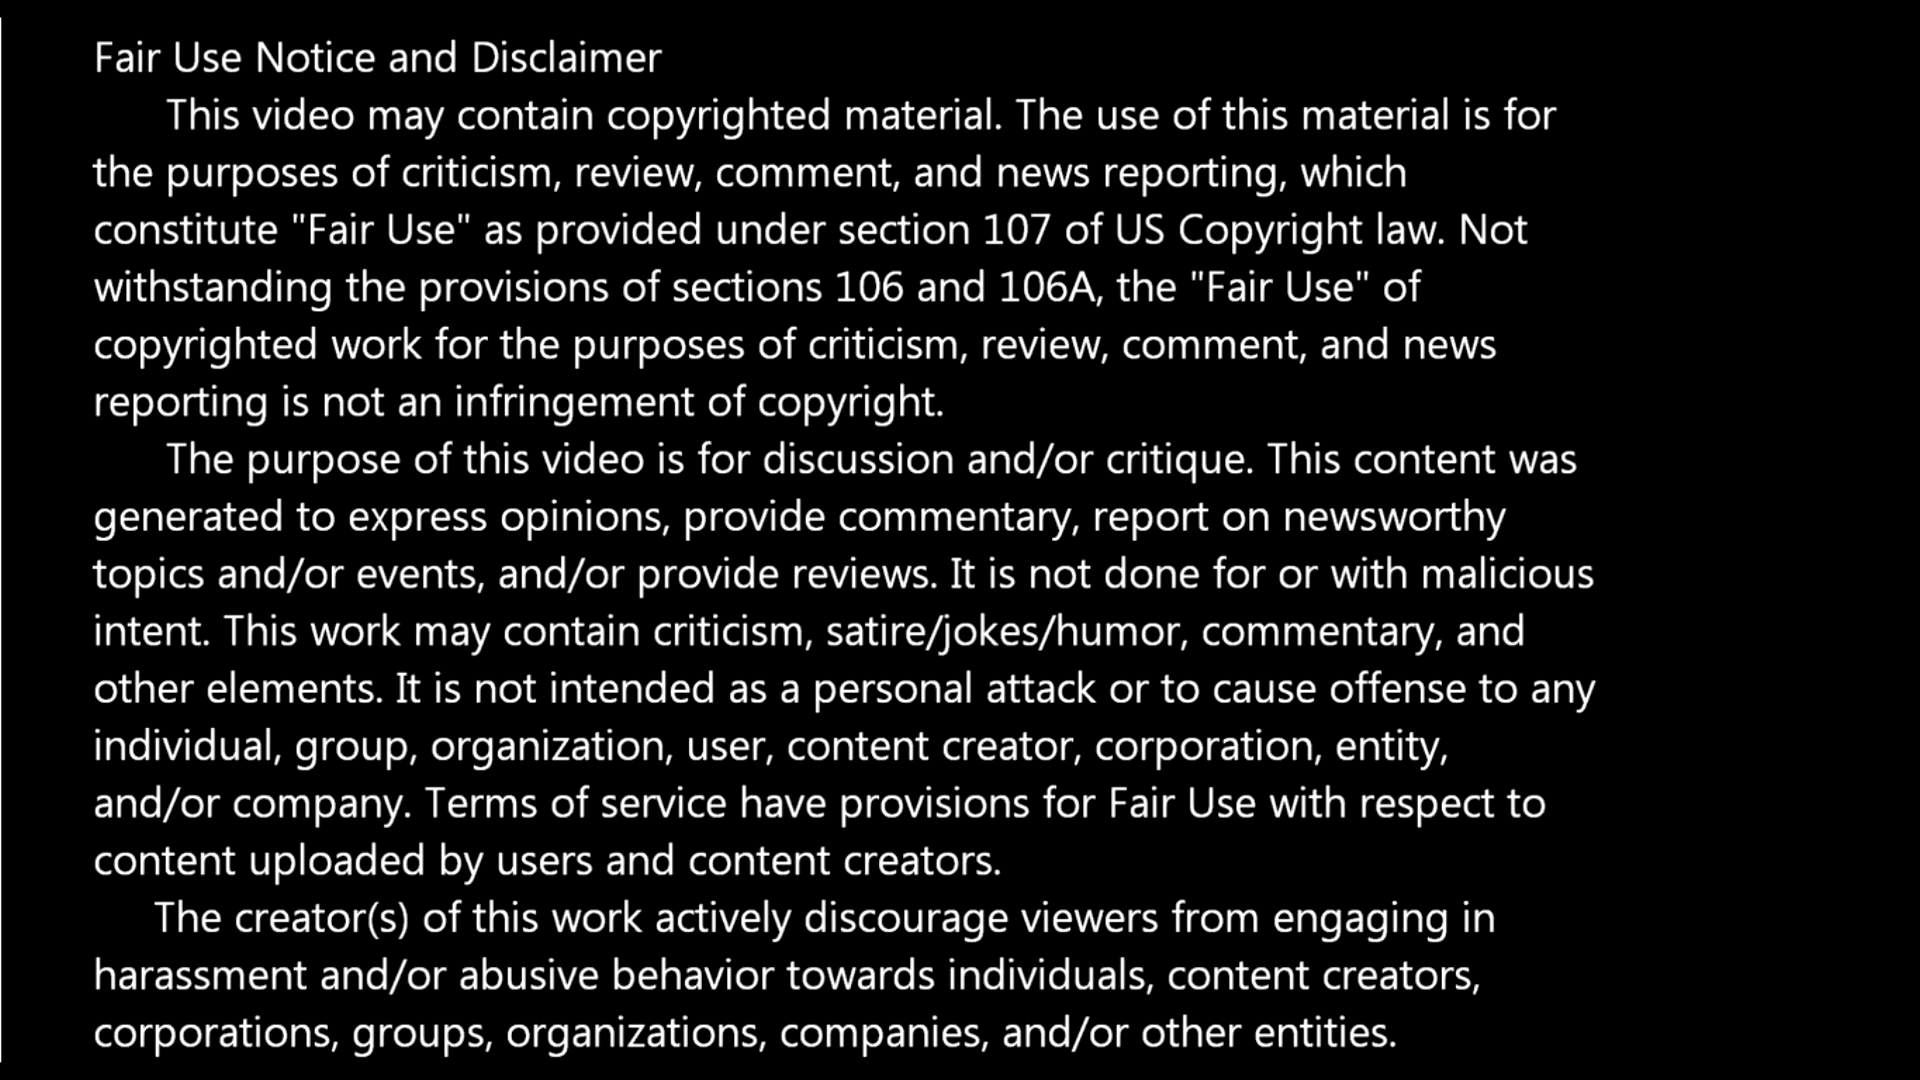 Fair Use Notice and Disclaimer
This video may contain copyrighted material. The use of this material is for
the purposes of criticism, review, comment, and news reporting, which
constitute "Fair Use" as provided under section 107 of US Copyright law. Not
withstanding the provisions of sections 106 and 106A, the "Fair Use" of
copyrighted work for the purposes of criticism, review, comment, and news
reporting is not an infringement of copyright.
The purpose of this video is for discussion and/or critique. This content was
generated to express opinions, provide commentary, report on newsworthy
topics and/or events, and/or provide reviews. It is not done for or with malicious
intent. This work may contain criticism, satire/jokes/humor, commentary, and
other elements. It is not intended as a personal attack or to cause offense to any
individual, group, organization, user, content creator, corporation, entity,
and/or company. Terms of service have provisions for Fair Use with respect to
content uploaded by users and content creators.
The creator(s) of this work actively discourage viewers from engaging in
harassment and/or abusive behavior towards individuals, content creators,
corporations, groups, organizations, companies, and/or other entities.